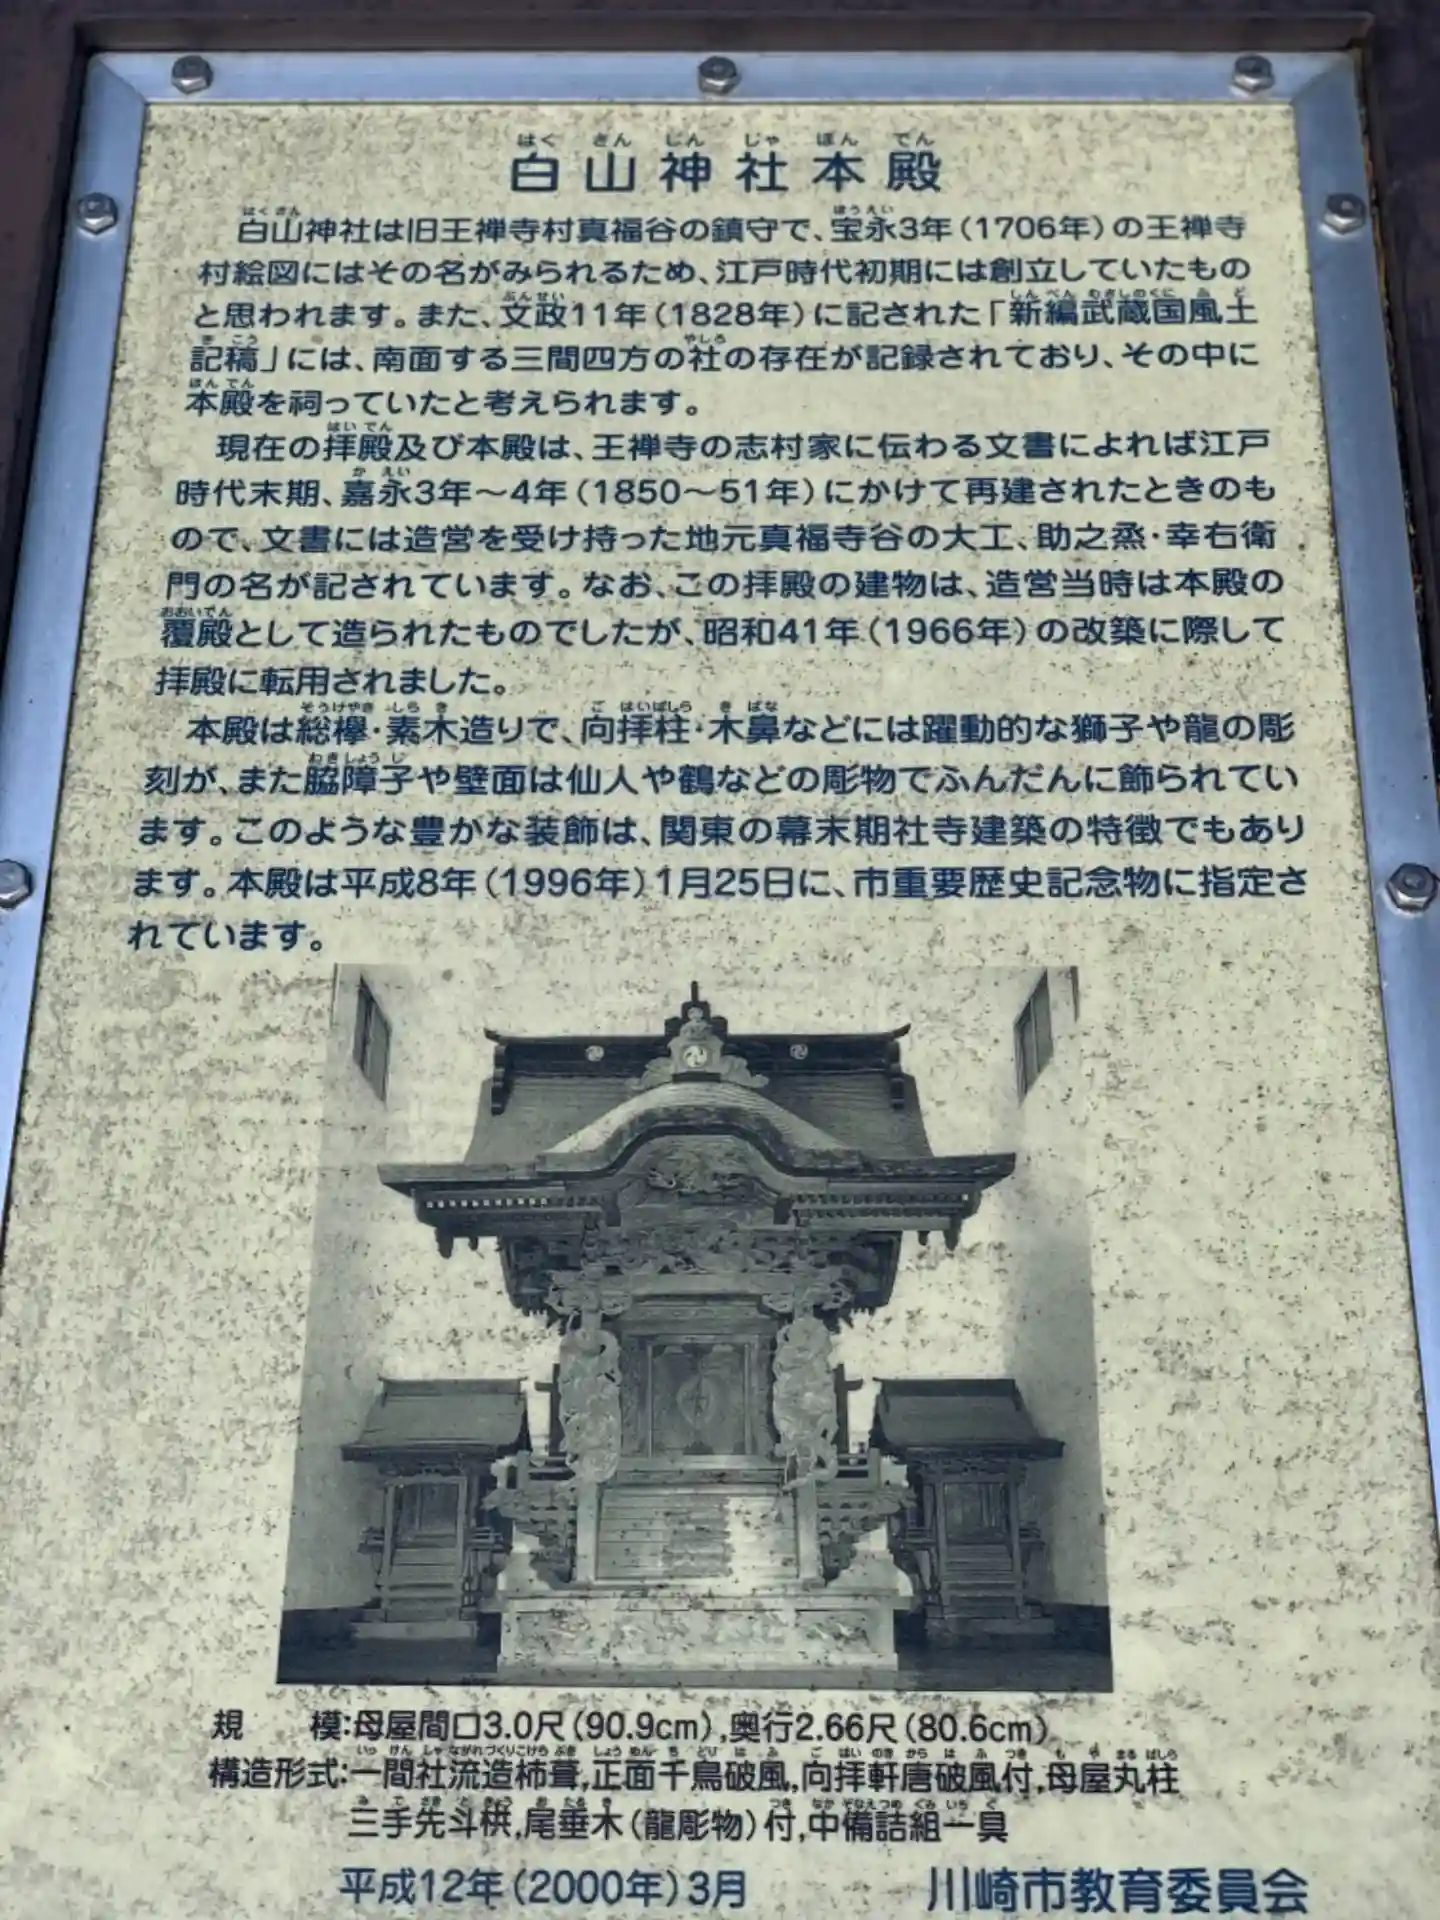 白山神社本殿
白山神社は旧王禅寺村真福谷の鎮守で、宝永3年(1706年)の王禅寺
村絵図にはその名がみられるため、江戸時代初期には創立していたもの
と思われます。また、文政11年(1828年)に記された「新編武蔵国風土
記稿」には、南面する三間四方の社の存在が記録されており、その中に
本殿を祠っていたと考えられます。
現在の拝殿及び本殿は、王禅寺の志村家に伝わる文書によれば江戸
時代末期、嘉永3年〜4年(1850〜51年)にかけて再建されたときのも
ので、文書には造営を受け持った地元真福寺谷の大工、助之烝・幸右衛
門の名が記されています。なお、この拝殿の建物は、造営当時は本殿の
覆殿として造られたものでしたが、昭和41年(1966年)の改築に際して
拝殿に転用されました。
本殿は総欅・素木造りで、向拝柱・木鼻などには躍動的な獅子や龍の彫
刻が、また脇障子や壁面は仙人や鶴などの彫物でふんだんに飾られてい
ます。このような豊かな装飾は、関東の幕末期社寺建築の特徴でもあり
ます。本殿は平成8年(1996年)1月25日に、市重要歴史記念物に指定さ
れています。
規　模:母屋間口3.0尺(90.9cm),奥行2.66尺(80.6cm)
構造形式:一間社流造杮葺,正面千鳥破風,向拝軒唐破風付,母屋丸柱
三手先斗栱,尾垂木(龍彫物)付,中備詰組一具
平成12年(2000年)3月　川崎市教育委員会